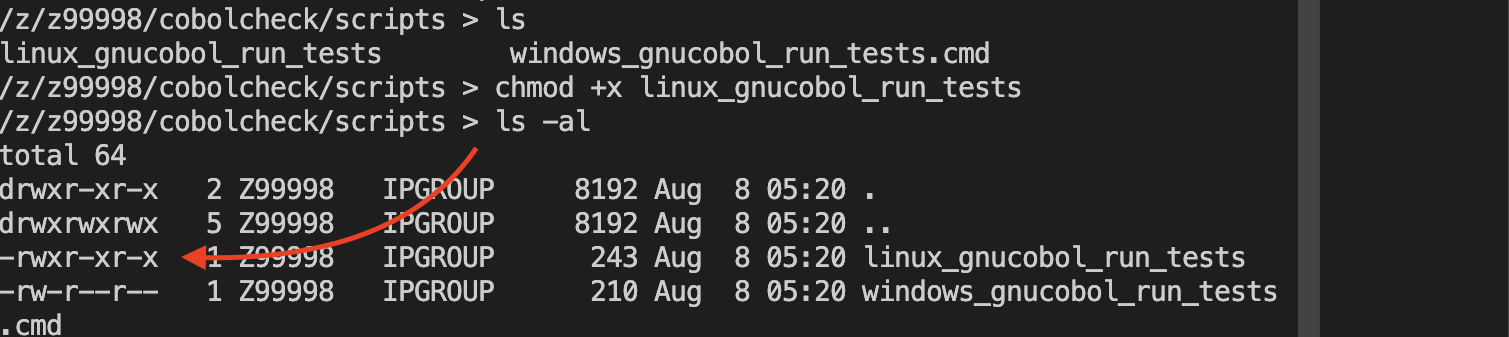 /z/z99998/cobolcheck/scripts > ls
linux_gnucobol_run_tests        windows_gnucobol_run_tests.cmd
/z/z99998/cobolcheck/scripts > chmod +x linux_gnucobol_run_tests
/z/z99998/cobolcheck/scripts > ls -al
total 64
drwxr-xr-x   2 Z99998   IPGROUP     8192 Aug  8 05:20 .
drwxrwxrwx   5 Z99998   IPGROUP     8192 Aug  8 05:20 ..
-rwxr-xr-x   1 Z99998   IPGROUP      243 Aug  8 05:20 linux_gnucobol_run_tests
-rw-r--r--   1 Z99998   IPGROUP      210 Aug  8 05:20 windows_gnucobol_run_tests
.cmd